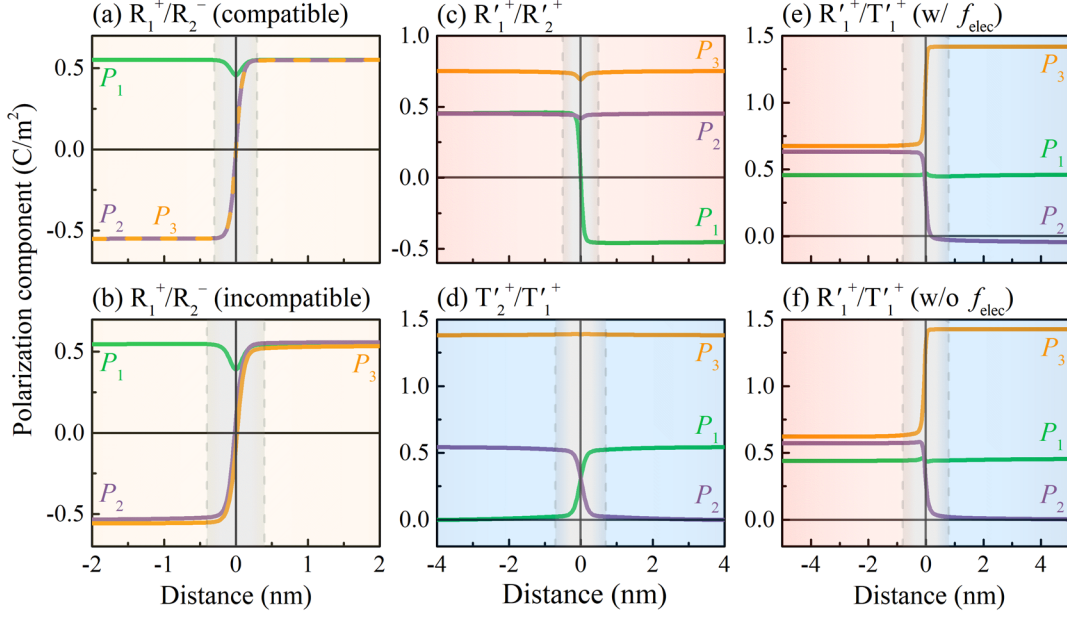 (a) R₁⁺/R₂⁻ (compatible)
0.5
0.0
-0.5
P₁
P₂
P₃
(b) R₁⁺/R₂⁻ (incompatible)
0.5
0.0
-0.5
P₁
P₃
P₂
-2 -1 0 1 2
Distance (nm)
Polarization component (C/m²)
(c) R′₁⁺/R′₂⁺
1.0
0.5
0.0
-0.5
P₃
P₂
P₁
(d) T′₂⁺/T′₁⁺
1.5
1.0
0.5
0.0
P₃
P₁
P₂
-4 -2 0 2 4
Distance (nm)
(e) R′₁⁺/T′₁⁺ (w/ f_elec)
1.5
1.0
0.5
0.0
P₃
P₁
P₂
(f) R′₁⁺/T′₁⁺ (w/o f_elec)
1.5
1.0
0.5
0.0
P₃
P₁
P₂
-4 -2 0 2 4
Distance (nm)